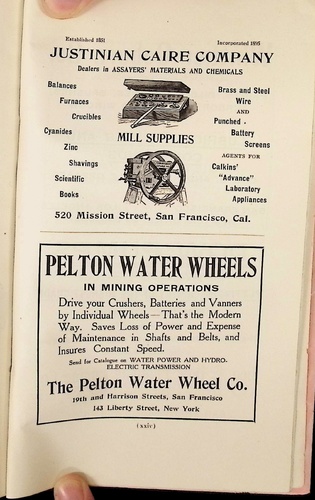 Established 1851 Incorporated 1895
JUSTINIAN CAIRE COMPANY
Dealers in ASSAYERS' MATERIALS AND CHEMICALS
Balances
Furnaces
Crucibles
Cyanides
Zinc
Shavings
Scientific
Books
MILL SUPPLIES
Brass and Steel
Wire
AND
Punched
Battery
Screens
AGENTS FOR
Calkins'
"Advance"
Laboratory
Appliances
520 Mission Street, San Francisco, Cal.
PELTON WATER WHEELS
IN MINING OPERATIONS
Drive your Crushers, Batteries and Vanners
by Individual Wheels—That's the Modern
Way. Saves Loss of Power and Expense
of Maintenance in Shafts and Belts, and
Insures Constant Speed.
Send for Catalogue on WATER POWER AND HYDRO-
ELECTRIC TRANSMISSION
The Pelton Water Wheel Co.
19th and Harrison Streets, San Francisco
143 Liberty Street, New York
(xxiv)